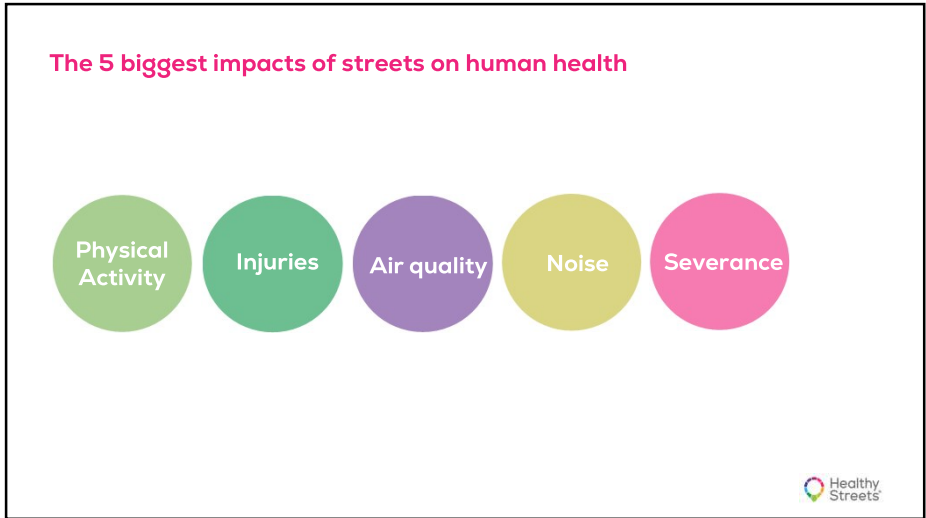 The 5 biggest impacts of streets on human health
Physical
Activity
Injuries
Air quality
Noise
Severance
Healthy
Streets®